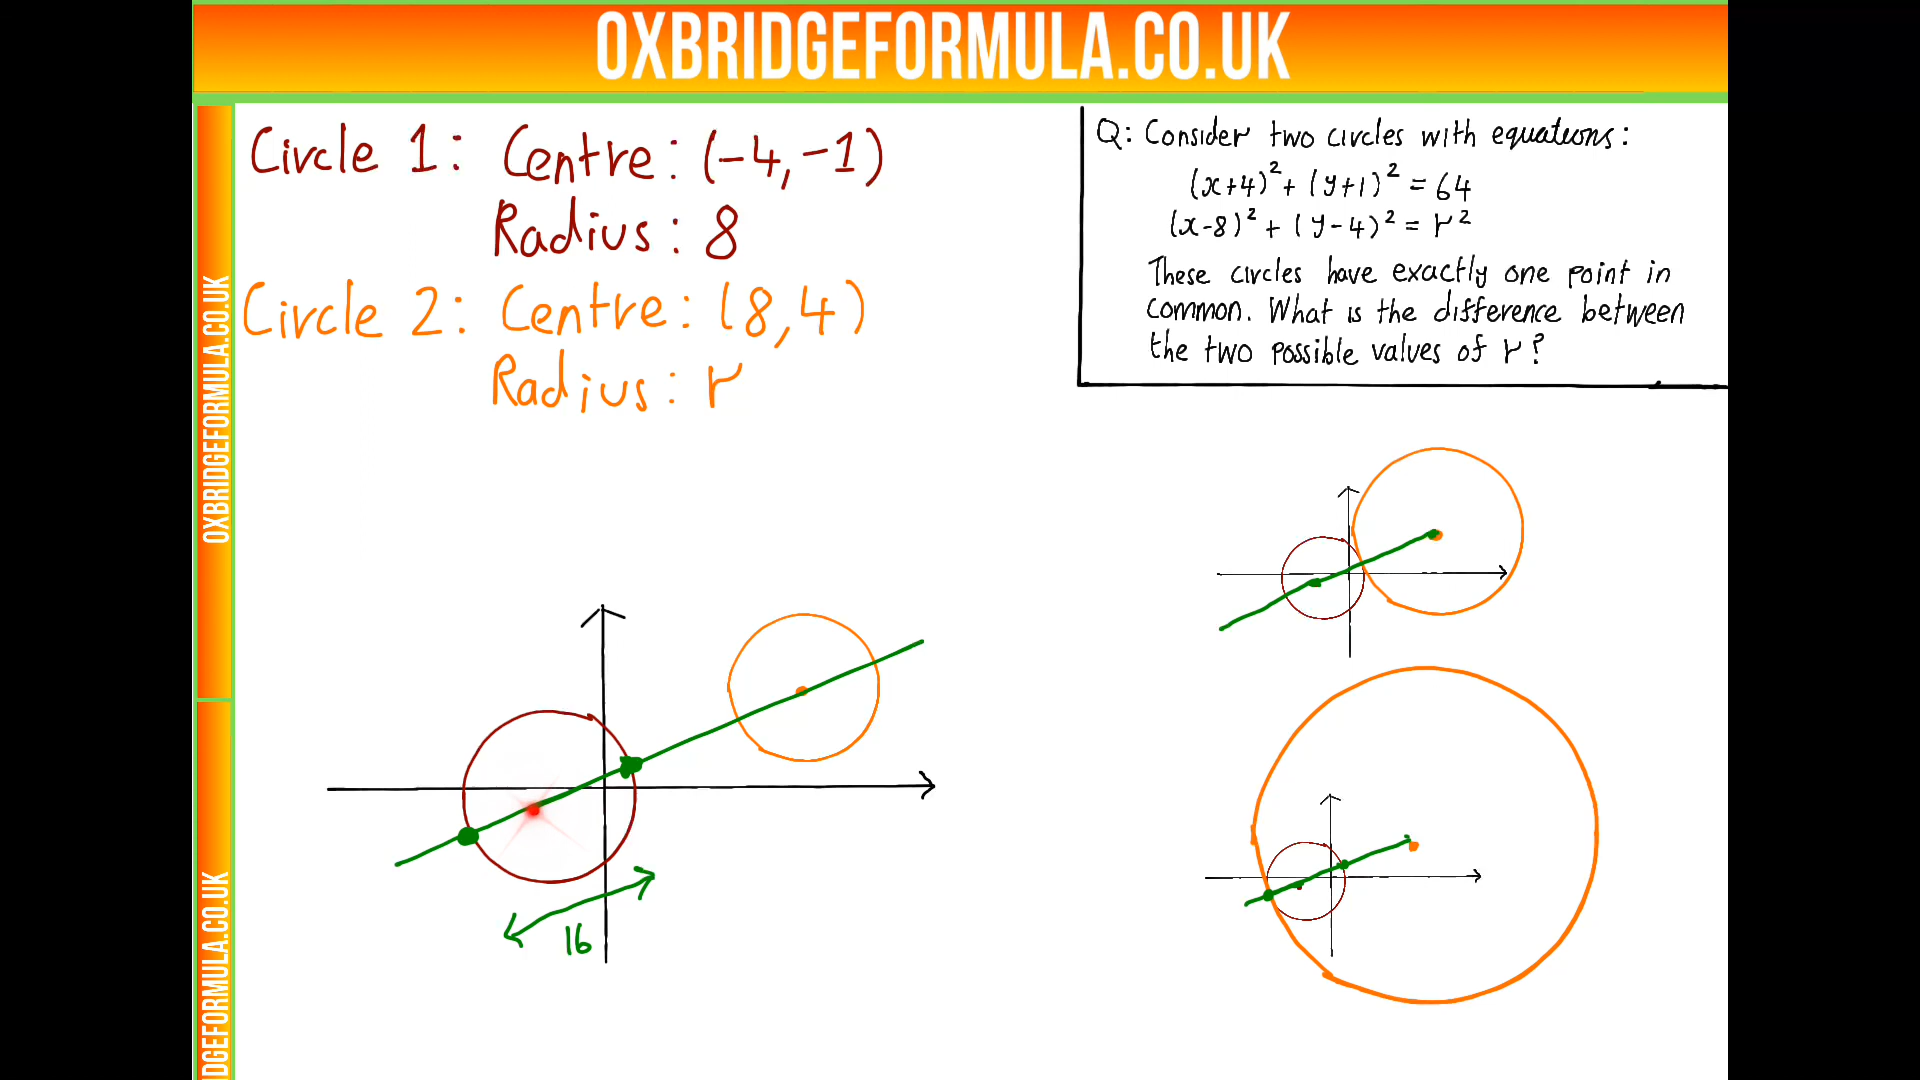 OXBRIDGEFORMULA.CO.UK
Circle 1: Centre: (-4,-1)
Radius: 8
Circle 2: Centre: (8,4)
Radius: r
Q: Consider two circles with equations:
(x+4)² + (y+1)² = 64
(x-8)² + (y-4)² = r²
These circles have exactly one point in
common. What is the difference between
the two possible values of r?
16
OXBRIDGEFORMULA.CO.UK
DGEFORMULA.CO.UK